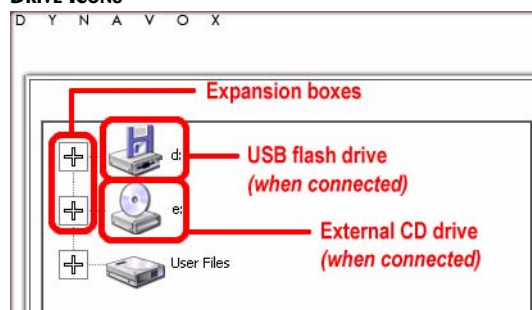 DRIVE ICONS
D Y N A V O X
Expansion boxes
d:
USB flash drive
(when connected)
e:
External CD drive
(when connected)
User Files